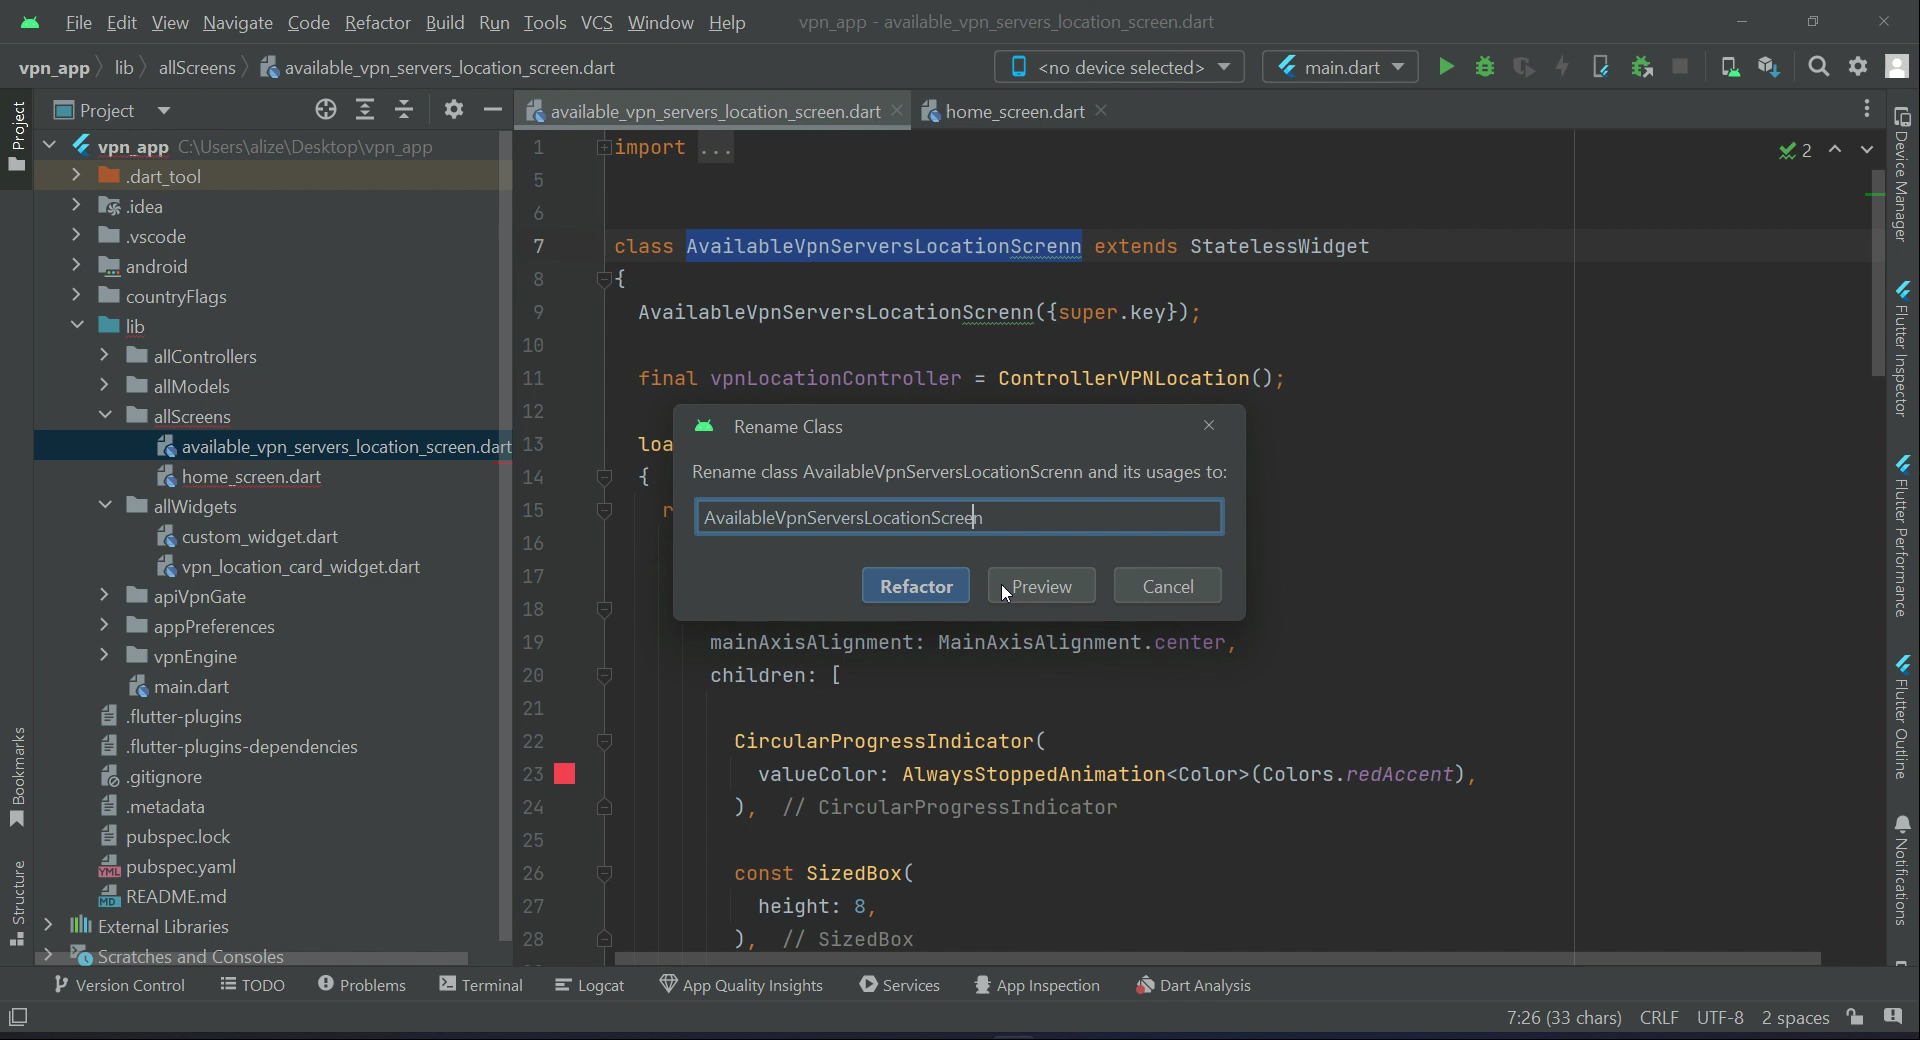 File Edit View Navigate Code Refactor Build Run Tools VCS Window Help vpn_app - available_vpn_servers_location_screen.dart
vpn_app lib allScreens available_vpn_servers_location_screen.dart <no device selected> main.dart
Project
available_vpn_servers_location_screen.dart home_screen.dart
Project
Bookmarks
Structure
vpn_app C:\Users\alize\Desktop\vpn_app
.dart_tool
.idea
.vscode
android
countryFlags
lib
allControllers
allModels
allScreens
available_vpn_servers_location_screen.dart
home_screen.dart
allWidgets
custom_widget.dart
vpn_location_card_widget.dart
apiVpnGate
appPreferences
vpnEngine
main.dart
.flutter-plugins
.flutter-plugins-dependencies
.gitignore
.metadata
pubspec.lock
pubspec.yaml
README.md
External Libraries
Scratches and Consoles
1 import ...
5
6
7 class AvailableVpnServersLocationScrenn extends StatelessWidget
8 {
9 AvailableVpnServersLocationScrenn({super.key});
10
11 final vpnLocationController = ControllerVPNLocation();
12
13 loa
14 {
15 r
16
17
18
19 mainAxisAlignment: MainAxisAlignment.center,
20 children: [
21
22 CircularProgressIndicator(
23 valueColor: AlwaysStoppedAnimation<Color>(Colors.redAccent),
24 ), // CircularProgressIndicator
25
26 const SizedBox(
27 height: 8,
28 ), // SizedBox
2
Rename Class
Rename class AvailableVpnServersLocationScrenn and its usages to:
AvailableVpnServersLocationScreen
Refactor Preview Cancel
Device Manager
Flutter Inspector
Flutter Performance
Flutter Outline
Notifications
Version Control TODO Problems Terminal Logcat App Quality Insights Services App Inspection Dart Analysis
7:26 (33 chars) CRLF UTF-8 2 spaces